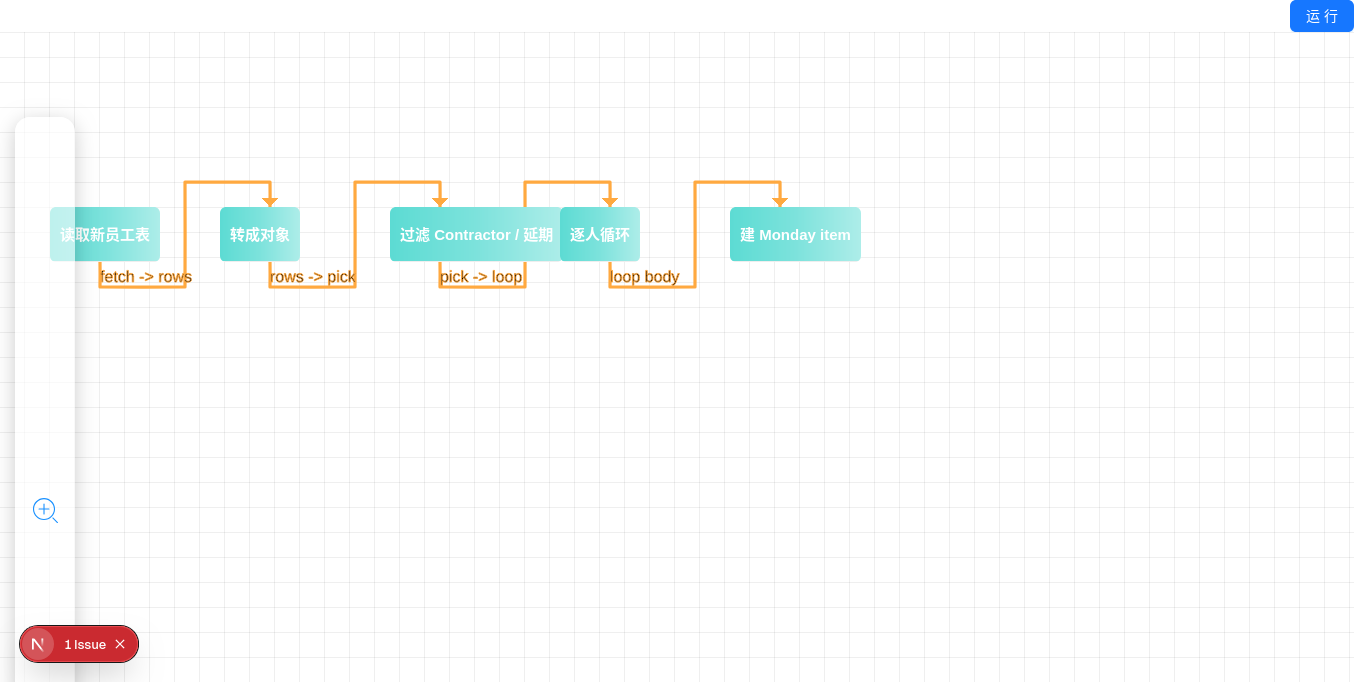 运行
读取新员工表
转成对象
过滤 Contractor / 延期
逐人循环
建 Monday item
fetch -> rows
rows -> pick
pick -> loop
loop body
N
1 Issue